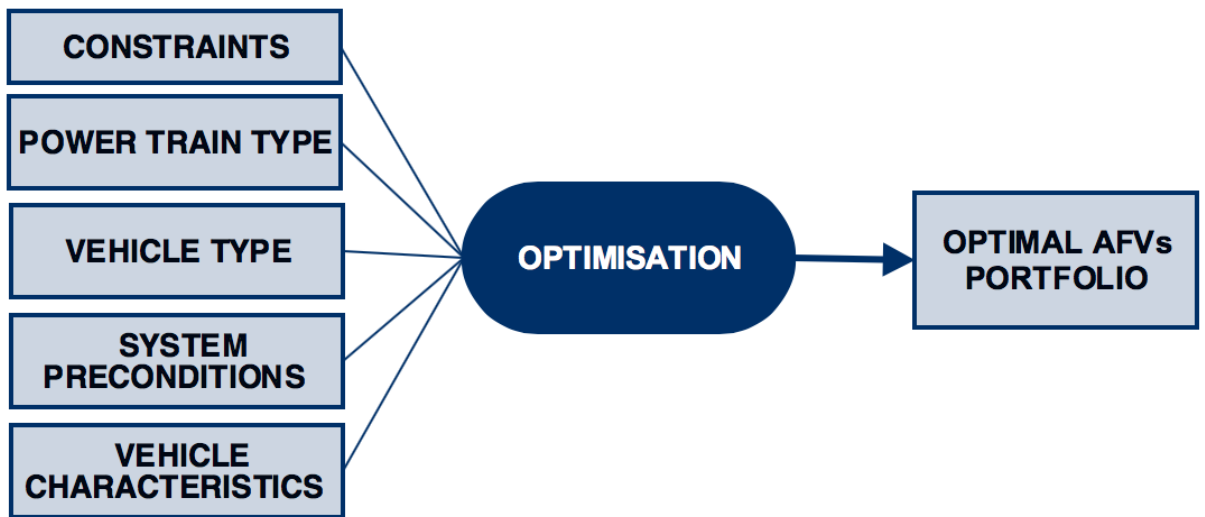 CONSTRAINTS
POWER TRAIN TYPE
VEHICLE TYPE
SYSTEM
PRECONDITIONS
VEHICLE
CHARACTERISTICS
OPTIMISATION
OPTIMAL AFVs
PORTFOLIO